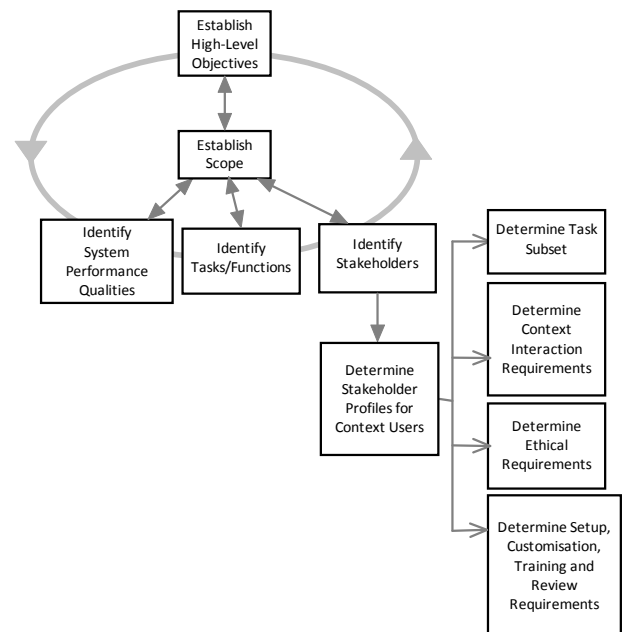 Establish
High-Level
Objectives
Establish
Scope
Identify
System
Performance
Qualities
Identify
Tasks/Functions
Identify
Stakeholders
Determine
Stakeholder
Profiles for
Context Users
Determine Task
Subset
Determine
Context
Interaction
Requirements
Determine
Ethical
Requirements
Determine Setup,
Customisation,
Training and
Review
Requirements